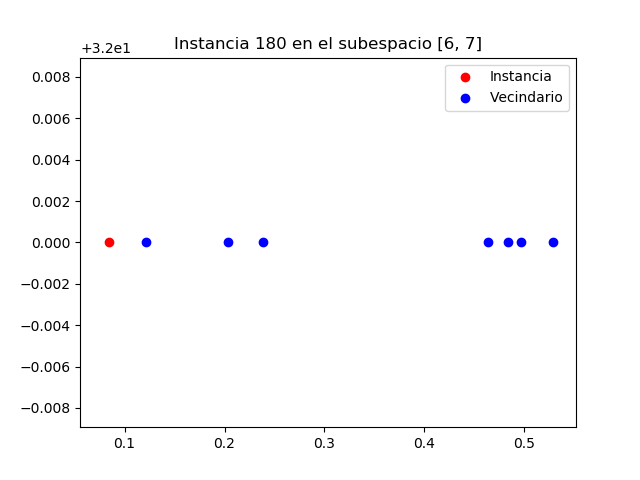 Instancia 180 en el subespacio [6, 7]
+3.2e1
Instancia
Vecindario
0.008
0.006
0.004
0.002
0.000
−0.002
−0.004
−0.006
−0.008
0.1 0.2 0.3 0.4 0.5